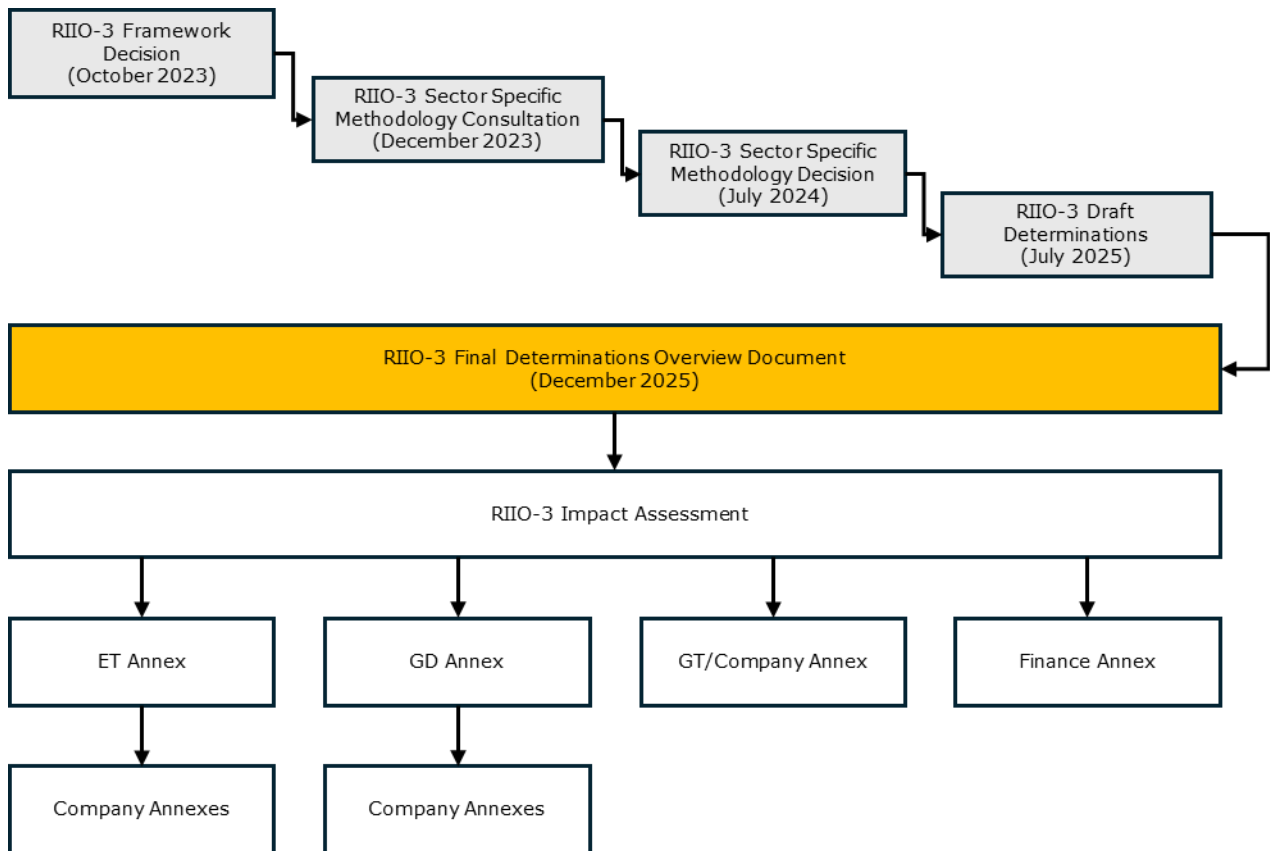 RIIO-3 Framework
Decision
(October 2023)
RIIO-3 Sector Specific
Methodology Consultation
(December 2023)
RIIO-3 Sector Specific
Methodology Decision
(July 2024)
RIIO-3 Draft
Determinations
(July 2025)
RIIO-3 Final Determinations Overview Document
(December 2025)
RIIO-3 Impact Assessment
ET Annex
GD Annex
GT/Company Annex
Finance Annex
Company Annexes
Company Annexes